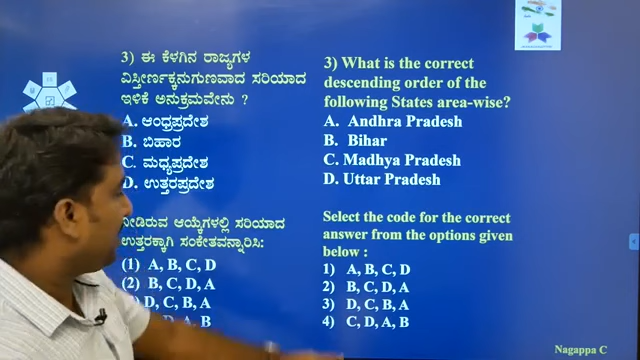 3) ಈ ಕೆಳಗಿನ ರಾಜ್ಯಗಳ
ವಿಸ್ತೀರ್ಣಕ್ಕನುಗುಣವಾದ ಸರಿಯಾದ
ಇಳಿಕೆ ಅನುಕ್ರಮವೇನು ?
A. ಆಂಧ್ರಪ್ರದೇಶ
B. ಬಿಹಾರ
C. ಮಧ್ಯಪ್ರದೇಶ
D. ಉತ್ತರಪ್ರದೇಶ
ನೀಡಿರುವ ಆಯ್ಕೆಗಳಲ್ಲಿ ಸರಿಯಾದ
ಉತ್ತರಕ್ಕಾಗಿ ಸಂಕೇತವನ್ನಾರಿಸಿ:
(1) A, B, C, D
(2) B, C, D, A
D, C, B, A
D, A, B
3) What is the correct
descending order of the
following States area-wise?
A. Andhra Pradesh
B. Bihar
C. Madhya Pradesh
D. Uttar Pradesh
Select the code for the correct
answer from the options given
below :
1) A, B, C, D
2) B, C, D, A
3) D, C, B, A
4) C, D, A, B
Nagappa C